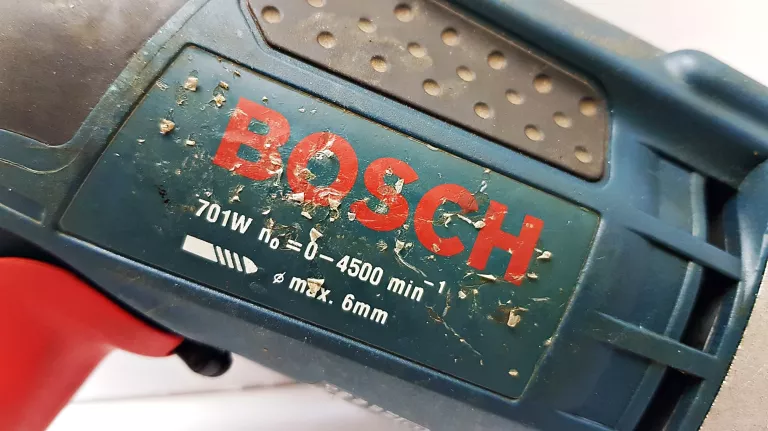 BOSCH
701W n₀ = 0-4500 min⁻¹
ø max. 6mm